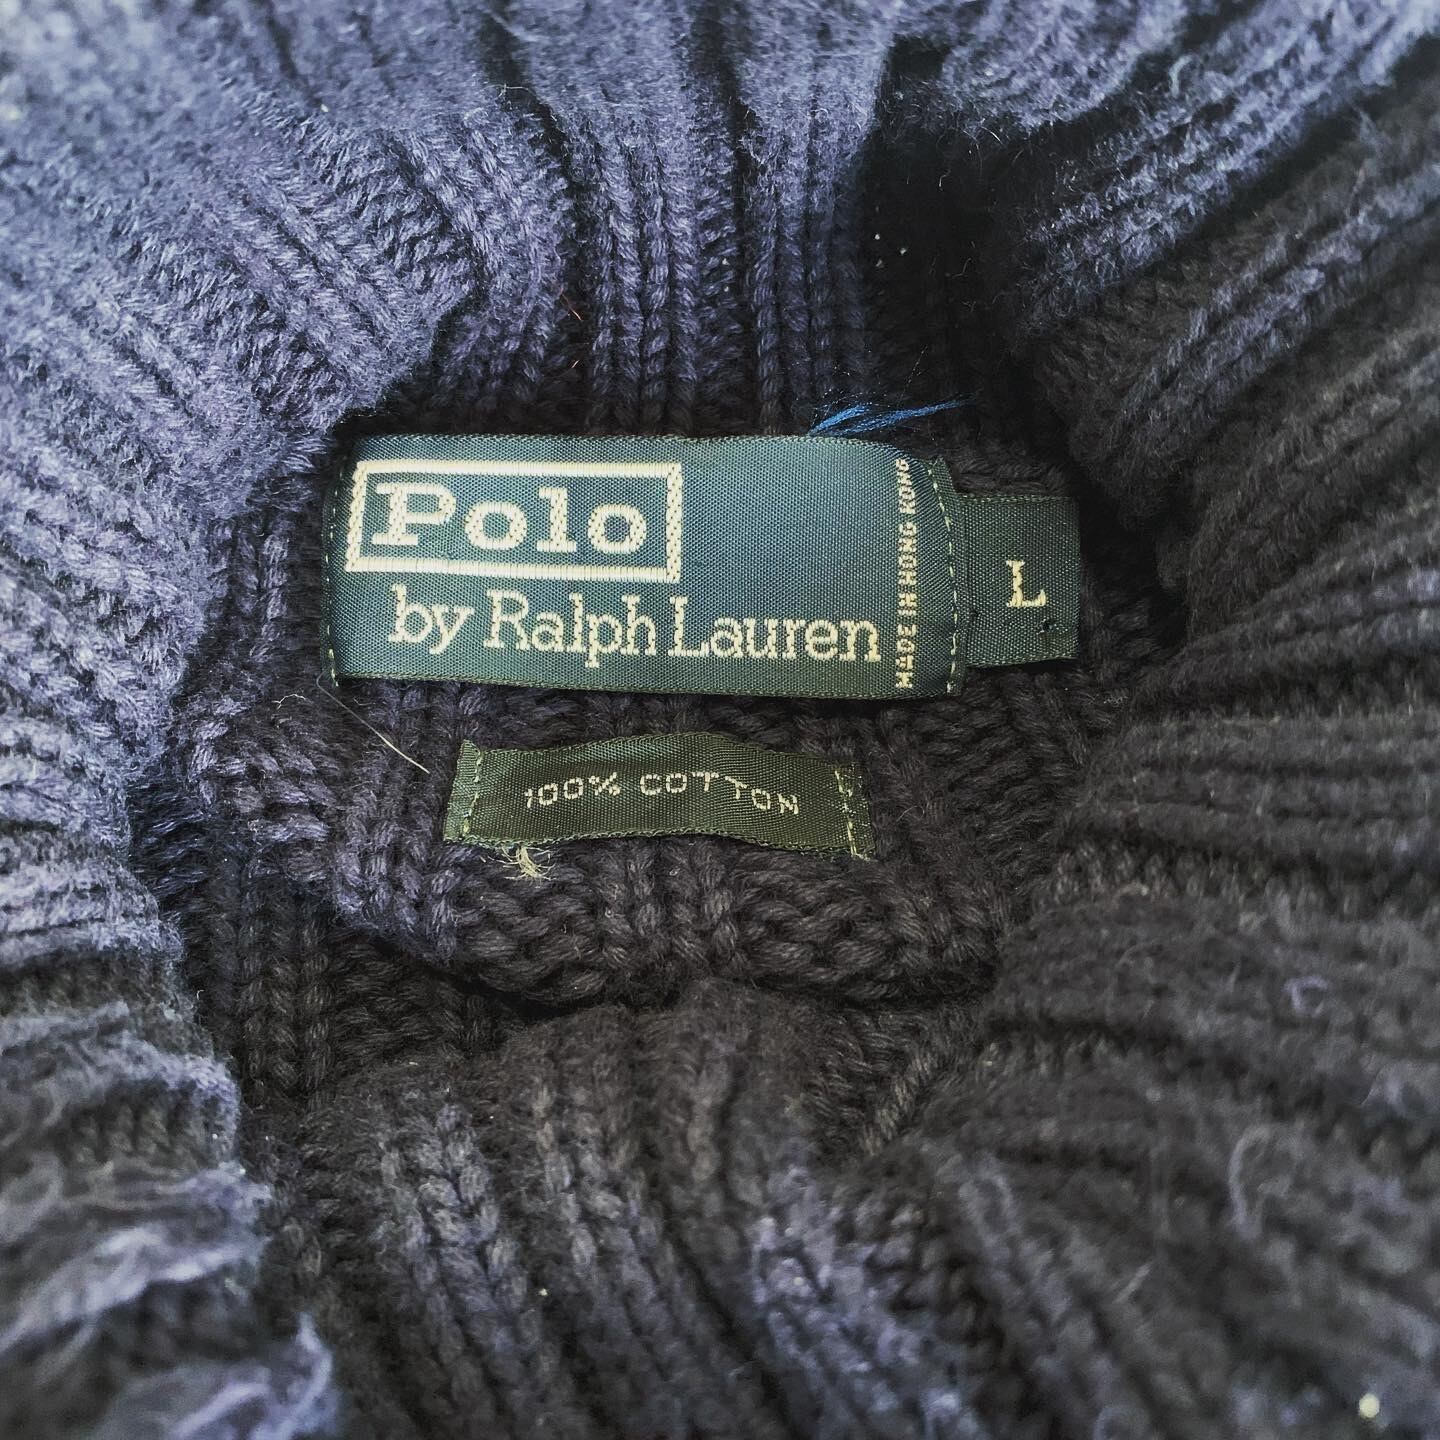 Polo
by Ralph Lauren
MADE IN HONG KONG
L
100% COTTON